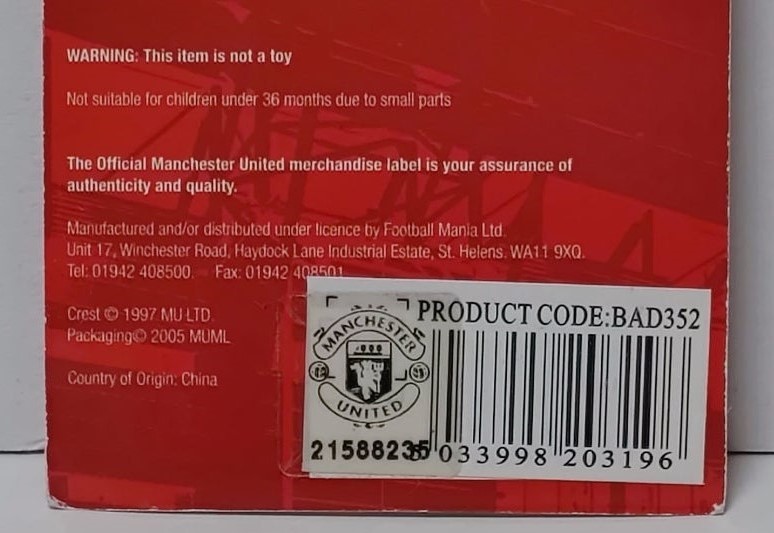 WARNING: This item is not a toy
Not suitable for children under 36 months due to small parts
The Official Manchester United merchandise label is your assurance of
authenticity and quality.
Manufactured and/or distributed under licence by Football Mania Ltd.
Unit 17, Winchester Road, Haydock Lane Industrial Estate, St. Helens. WA11 9XQ.
Tel: 01942 408500. Fax: 01942 408501
Crest © 1997 MU LTD.
Packaging© 2005 MUML
Country of Origin: China
PRODUCT CODE:BAD352
MANCHESTER
UNITED
21588235
033998 203196